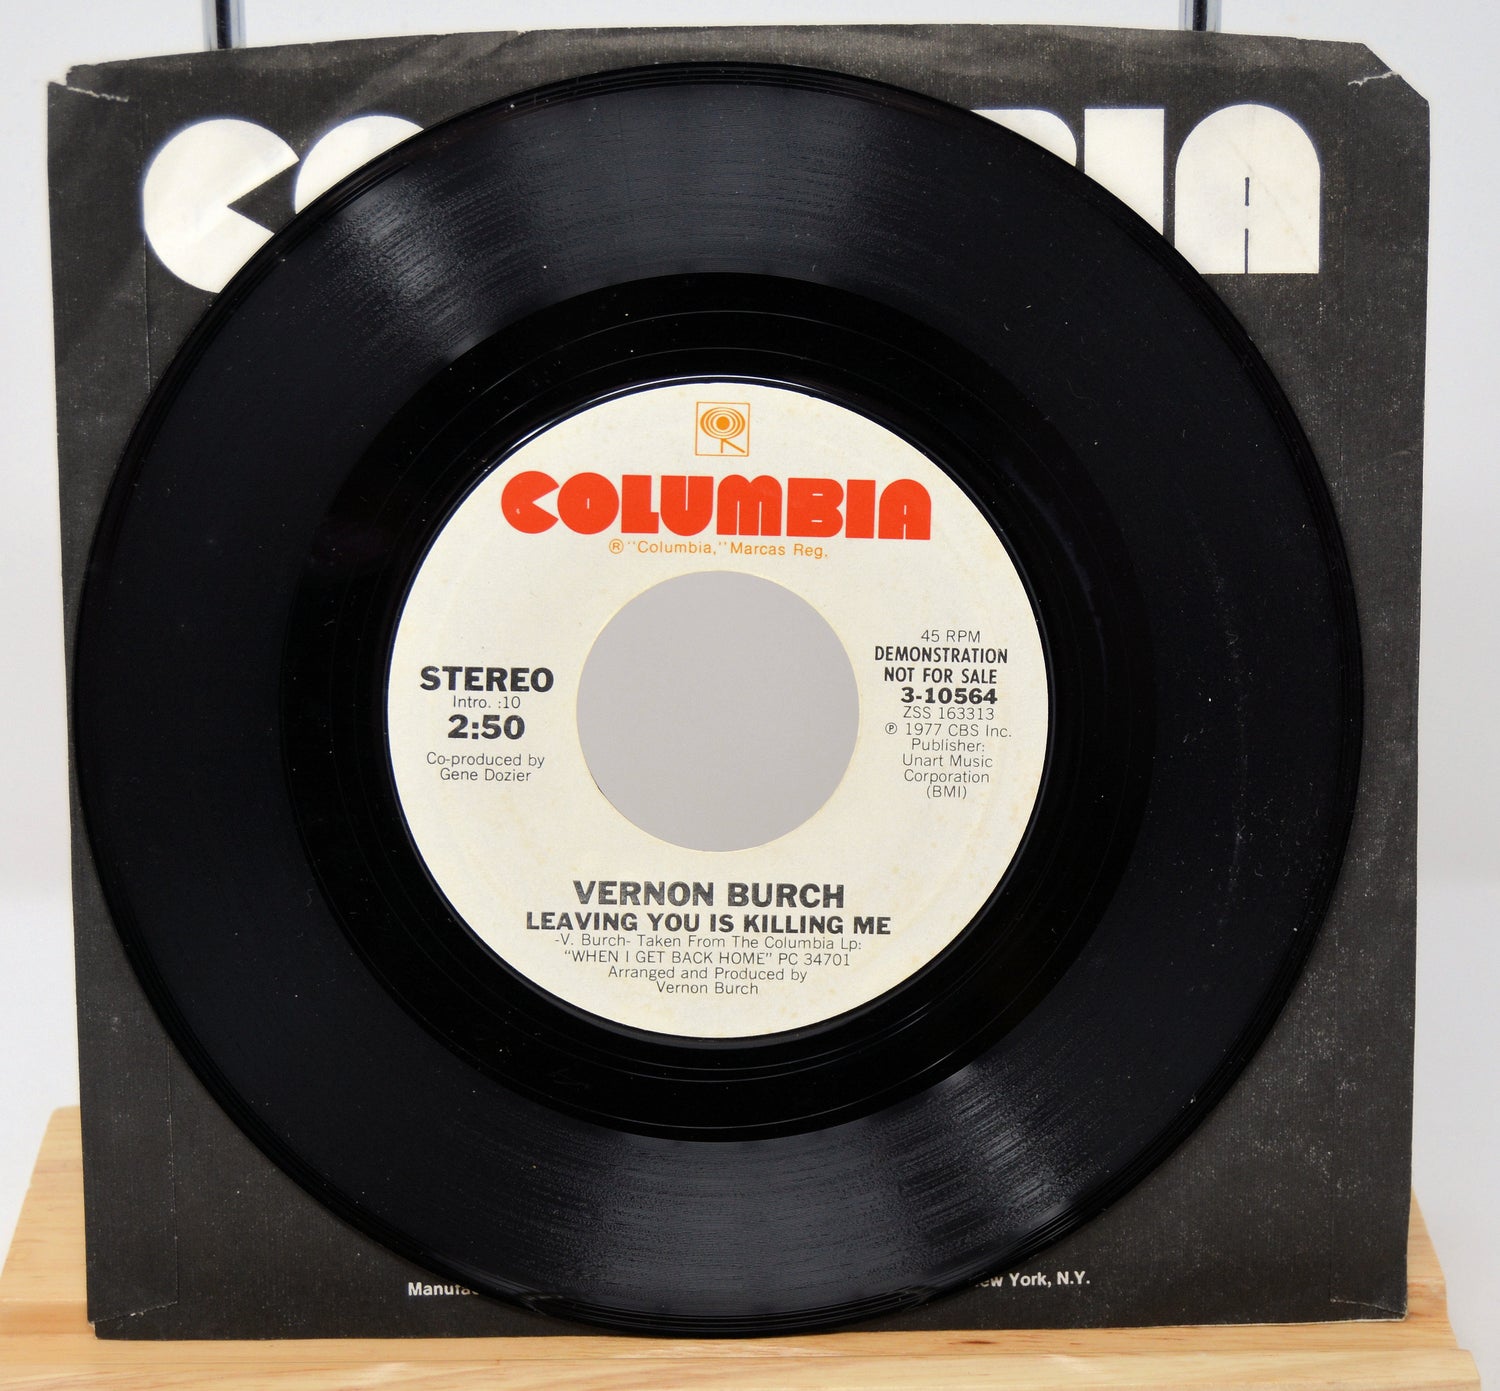 COLUMBIA
® "Columbia," Marcas Reg.
STEREO
Intro. :10
2:50
Co-produced by
Gene Dozier
45 RPM
DEMONSTRATION
NOT FOR SALE
3-10564
ZSS 163313
℗ 1977 CBS Inc.
Publisher:
Unart Music
Corporation
(BMI)
VERNON BURCH
LEAVING YOU IS KILLING ME
-V. Burch- Taken From The Columbia Lp:
"WHEN I GET BACK HOME" PC 34701
Arranged and Produced by
Vernon Burch
York, N.Y.